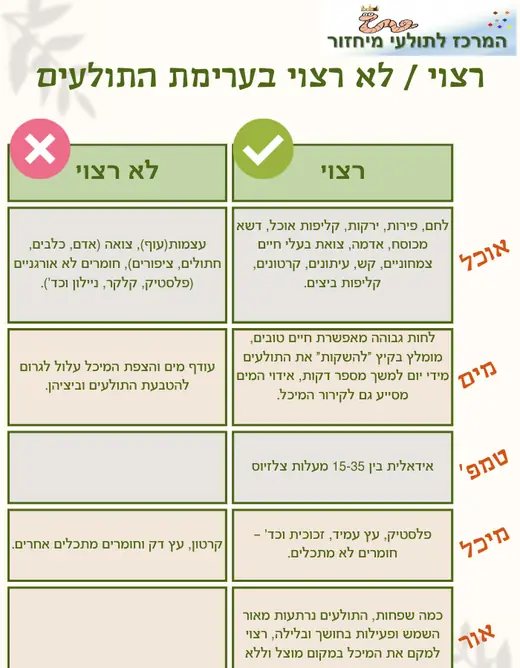 המרכז לתולעי מיחזור
רצוי / לא רצוי בערימת התולעים
רצוי
לא רצוי
אוכל
לחם, פירות, ירקות, קליפות אוכל, דשא
מכוסח, אדמה, צואת בעלי חיים
צמחוניים, קש, עיתונים, קרטונים,
קליפות ביצים.
עצמות(עוף), צואה (אדם, כלבים,
חתולים, ציפורים), חומרים לא אורגניים
(פלסטיק, קלקר, ניילון וכד').
מים
לחות גבוהה מאפשרת חיים טובים,
מומלץ בקיץ "להשקות" את התולעים
מידי יום למשך מספר דקות, אידוי המים
מסייע גם לקירור המיכל.
עודף מים והצפת המיכל עלול לגרום
להטבעת התולעים וביציהן.
טמפ'
אידאלית בין 15-35 מעלות צלזיוס
מיכל
פלסטיק, עץ עמיד, זכוכית וכד' –
חומרים לא מתכלים.
קרטון, עץ דק וחומרים מתכלים אחרים.
אור
כמה שפחות, התולעים נרתעות מאור
השמש ופעילות בחושך ובלילה, רצוי
למקם את המיכל במקום מוצל וללא